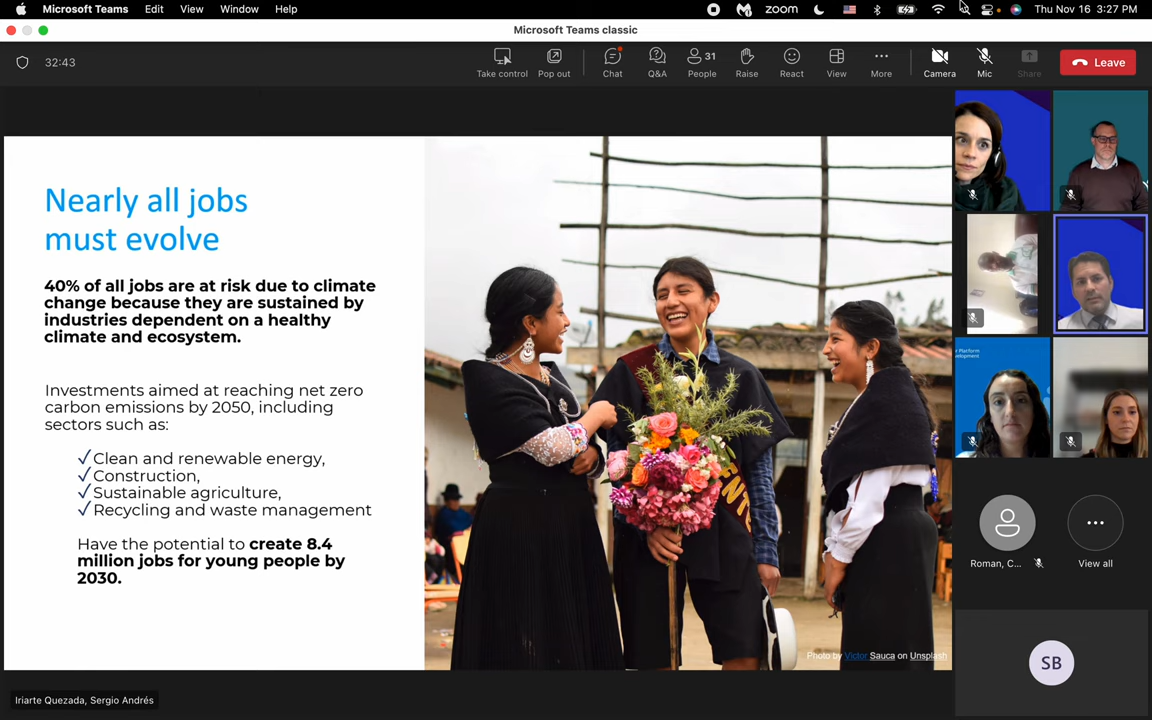 Microsoft Teams Edit View Window Help
zoom
Thu Nov 16 3:27 PM
Microsoft Teams classic
32:43
Take control
Pop out
Chat
Q&A
31
People
Raise
React
View
More
Camera
Mic
Share
Leave
Nearly all jobs
must evolve
40% of all jobs are at risk due to climate
change because they are sustained by
industries dependent on a healthy
climate and ecosystem.
Investments aimed at reaching net zero
carbon emissions by 2050, including
sectors such as:
✓Clean and renewable energy,
✓Construction,
✓Sustainable agriculture,
✓Recycling and waste management
Have the potential to create 8.4
million jobs for young people by
2030.
ENTE
Photo by Victor Sauca on Unsplash
Platform
Roman, C...
View all
SB
Iriarte Quezada, Sergio Andrés